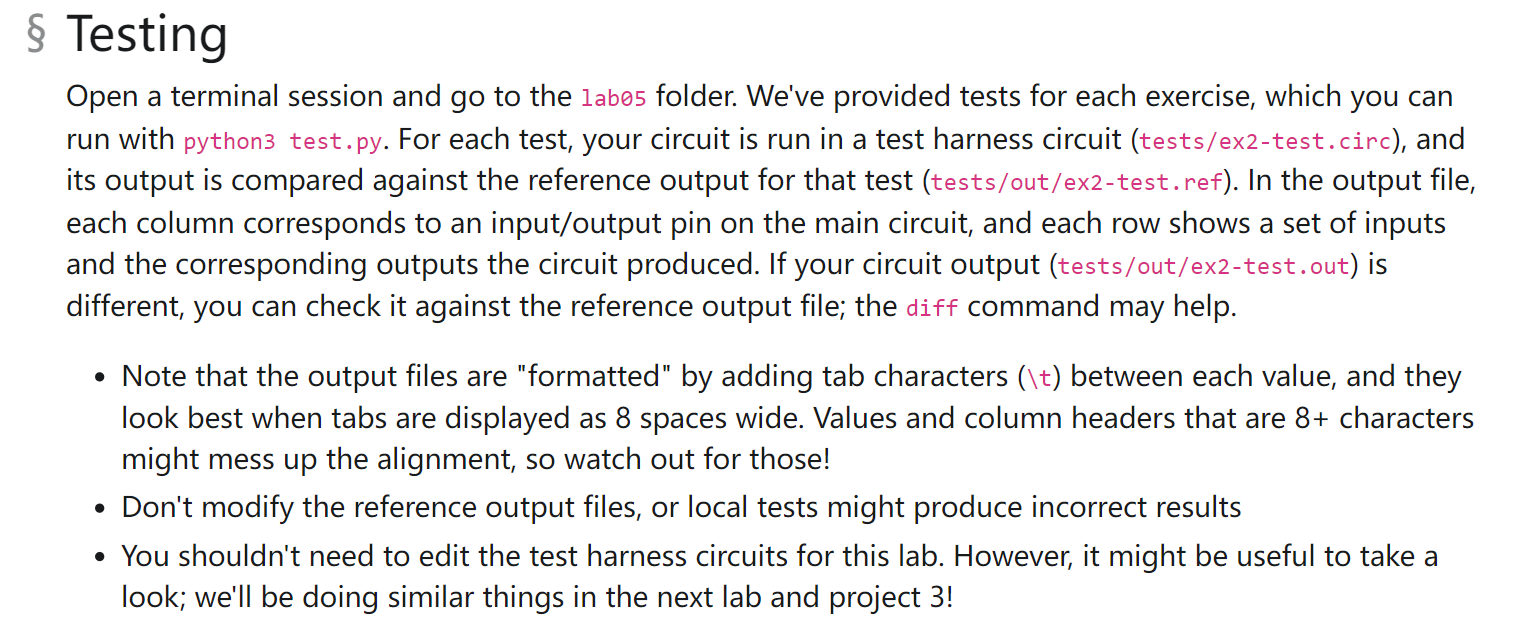 § Testing
Open a terminal session and go to the lab05 folder. We've provided tests for each exercise, which you can
run with python3 test.py. For each test, your circuit is run in a test harness circuit (tests/ex2-test.circ), and
its output is compared against the reference output for that test (tests/out/ex2-test.ref). In the output file,
each column corresponds to an input/output pin on the main circuit, and each row shows a set of inputs
and the corresponding outputs the circuit produced. If your circuit output (tests/out/ex2-test.out) is
different, you can check it against the reference output file; the diff command may help.
• Note that the output files are "formatted" by adding tab characters (\t) between each value, and they
look best when tabs are displayed as 8 spaces wide. Values and column headers that are 8+ characters
might mess up the alignment, so watch out for those!
• Don't modify the reference output files, or local tests might produce incorrect results
• You shouldn't need to edit the test harness circuits for this lab. However, it might be useful to take a
look; we'll be doing similar things in the next lab and project 3!